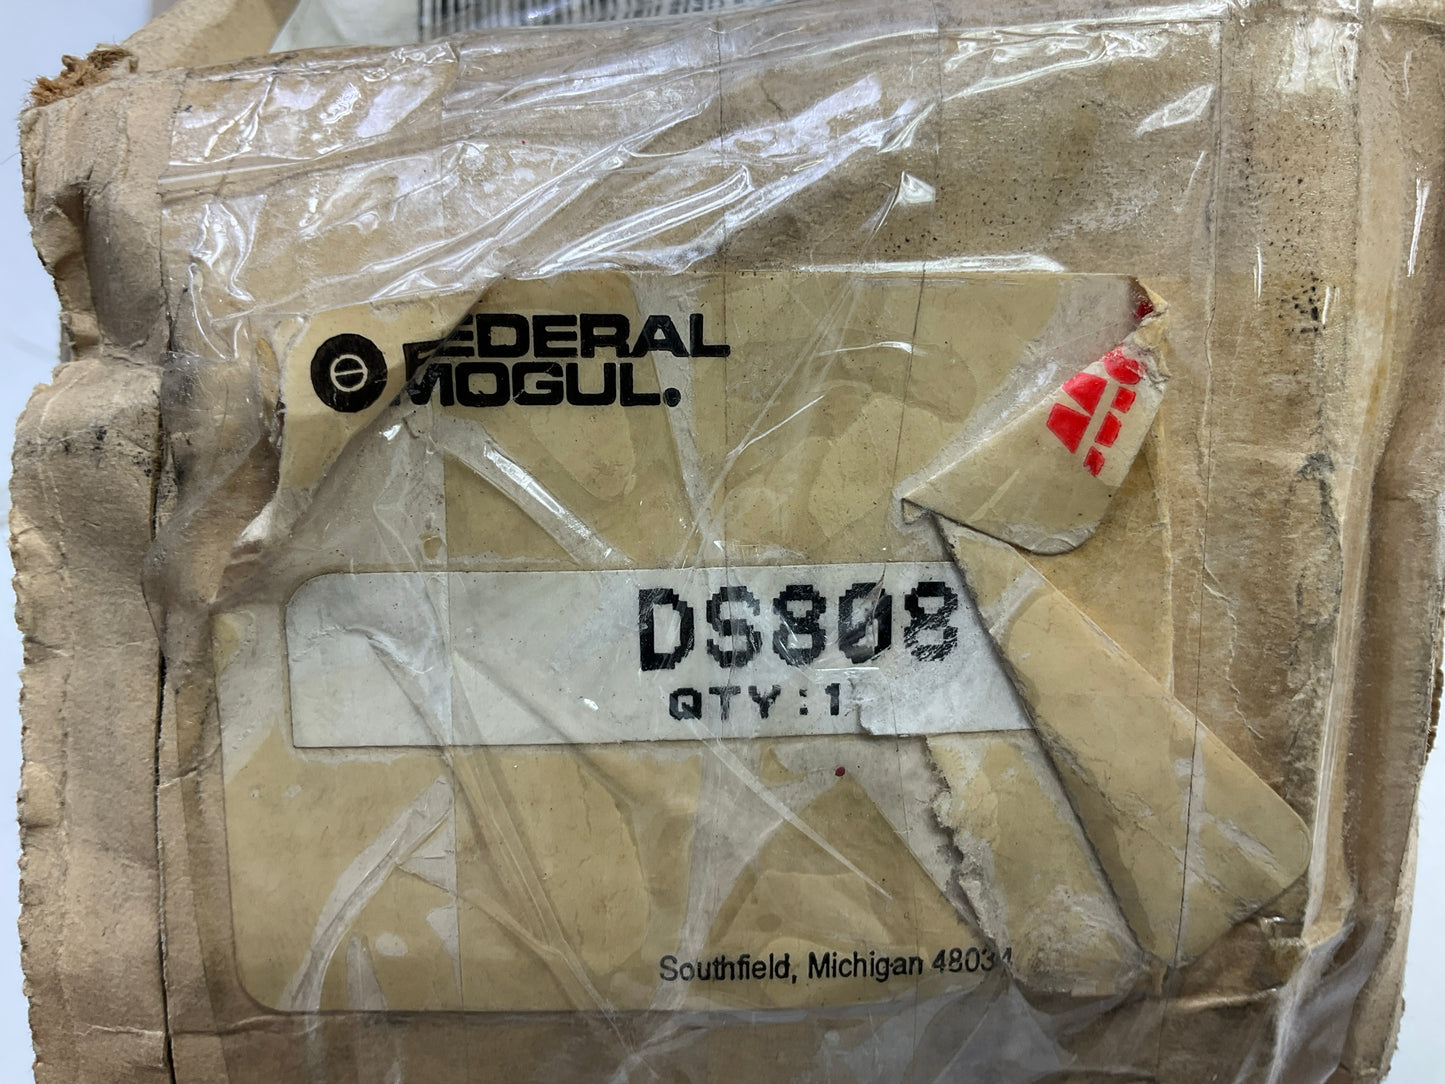 FEDERAL
MOGUL.
DS808
QTY:1
Southfield, Michigan 48034